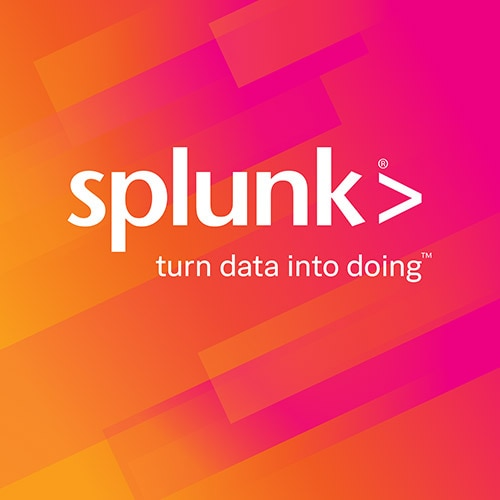 splunk>®
turn data into doing™